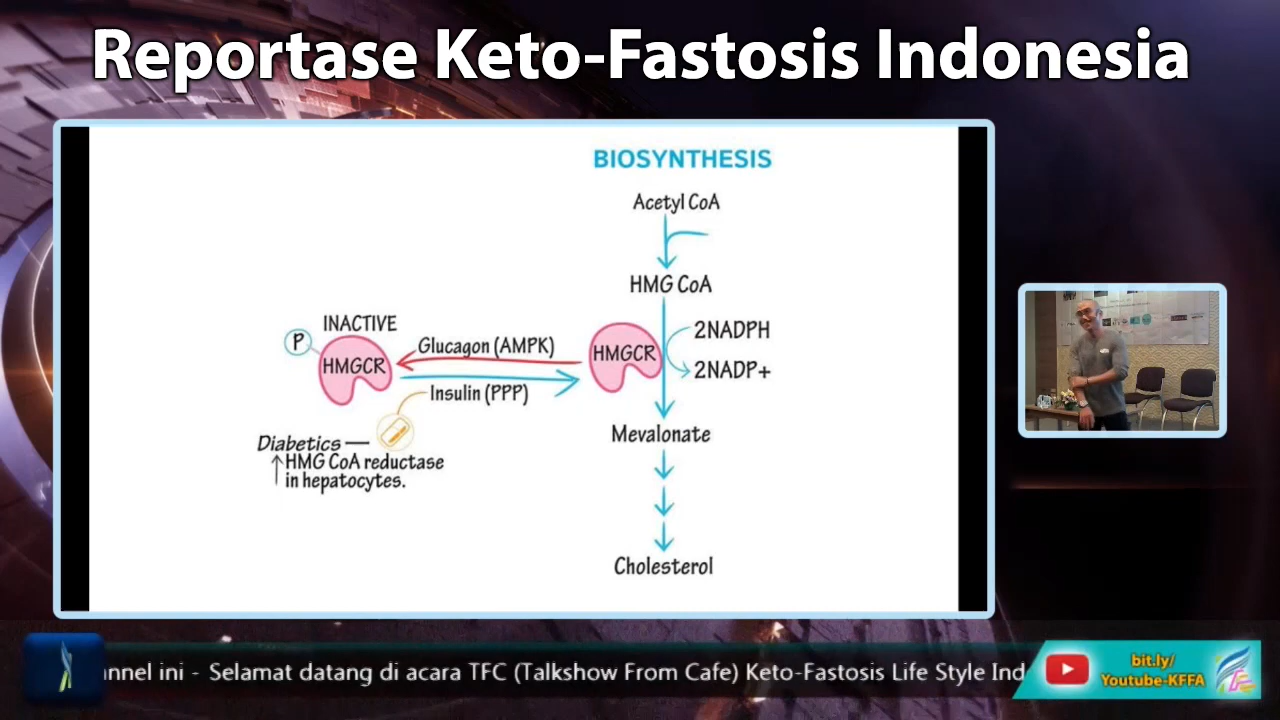 Reportase Keto-Fastosis Indonesia
BIOSYNTHESIS
Acetyl CoA
HMG CoA
2NADPH
HMGCR
2NADP+
INACTIVE
P
HMGCR
Glucagon (AMPK)
Insulin (PPP)
Diabetics —
↑HMG CoA reductase
in hepatocytes.
Mevalonate
Cholesterol
annel ini - Selamat datang di acara TFC (Talkshow From Cafe) Keto-Fastosis Life Style Ind
bit.ly/
Youtube-KFFA